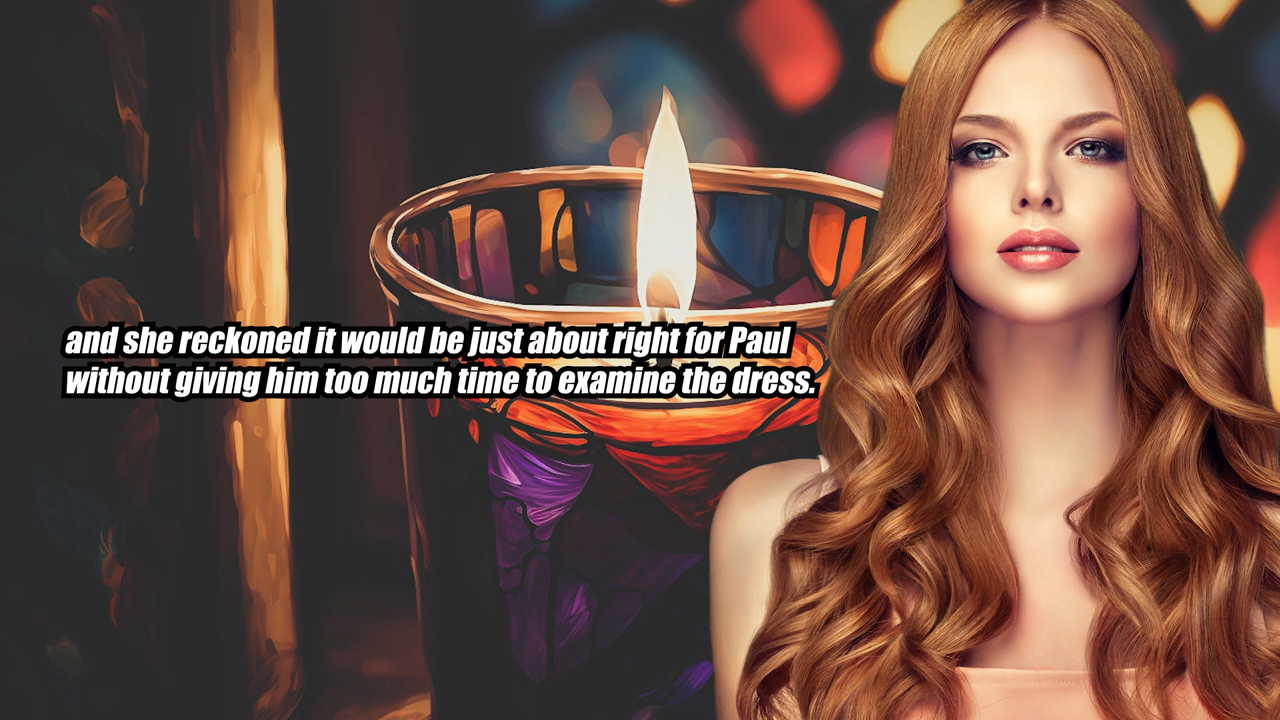 and she reckoned it would be just about right for Paul
without giving him too much time to examine the dress.